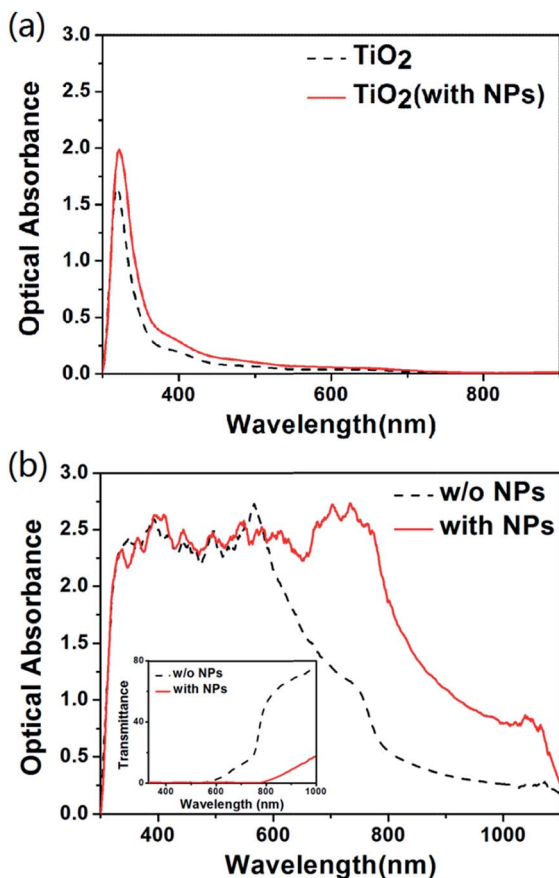 (a)
3.0
2.5
2.0
1.5
1.0
0.5
0.0
Optical Absorbance
TiO2
TiO2(with NPs)
400
600
800
Wavelength(nm)
(b)
3.0
2.5
2.0
1.5
1.0
0.5
0.0
Optical Absorbance
w/o NPs
with NPs
80
40
0
Transmittance
w/o NPs
with NPs
400
600
800
1000
Wavelength (nm)
400
600
800
1000
Wavelength(nm)